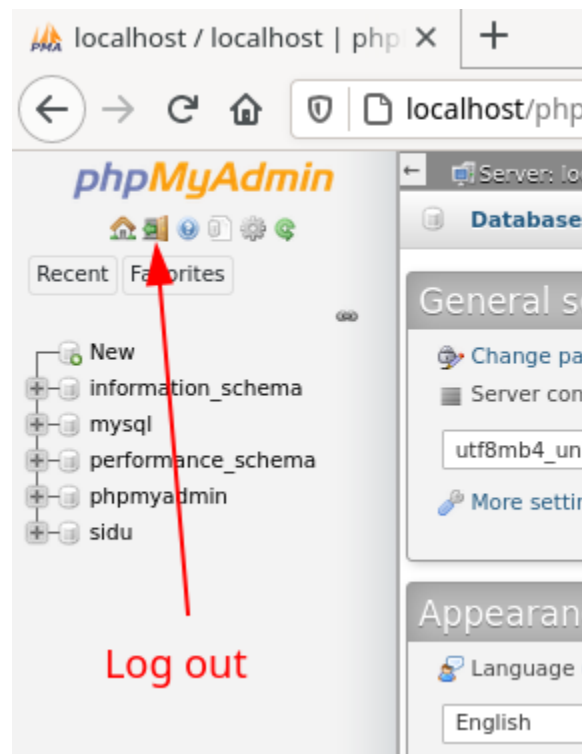 localhost / localhost | php
localhost/php
phpMyAdmin
Recent Favorites
New
information_schema
mysql
performance_schema
phpmyadmin
sidu
Log out
Server: lo
Database
General s
Change pa
Server con
utf8mb4_un
More settin
Appearan
Language
English